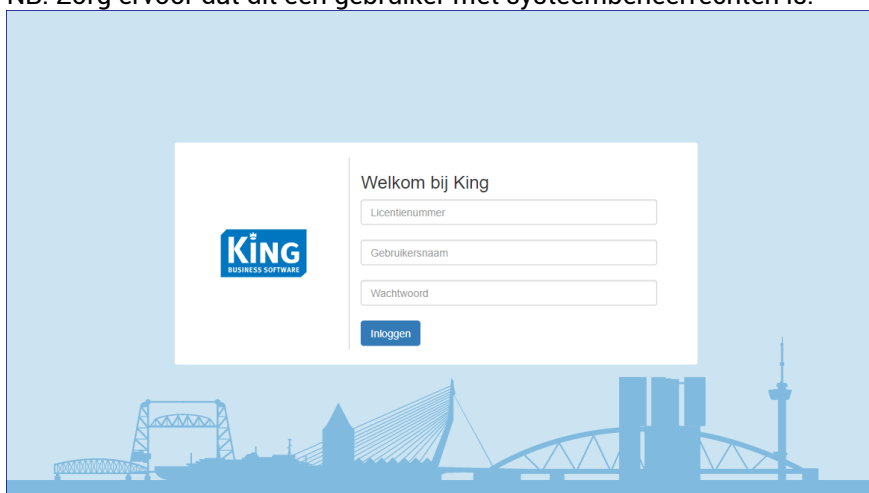 NB: Zorg ervoor dat dit een gebruiker met systeembeheerrechten is.
Welkom bij King
Licentienummer
KING
BUSINESS SOFTWARE
Gebruikersnaam
Wachtwoord
Inloggen